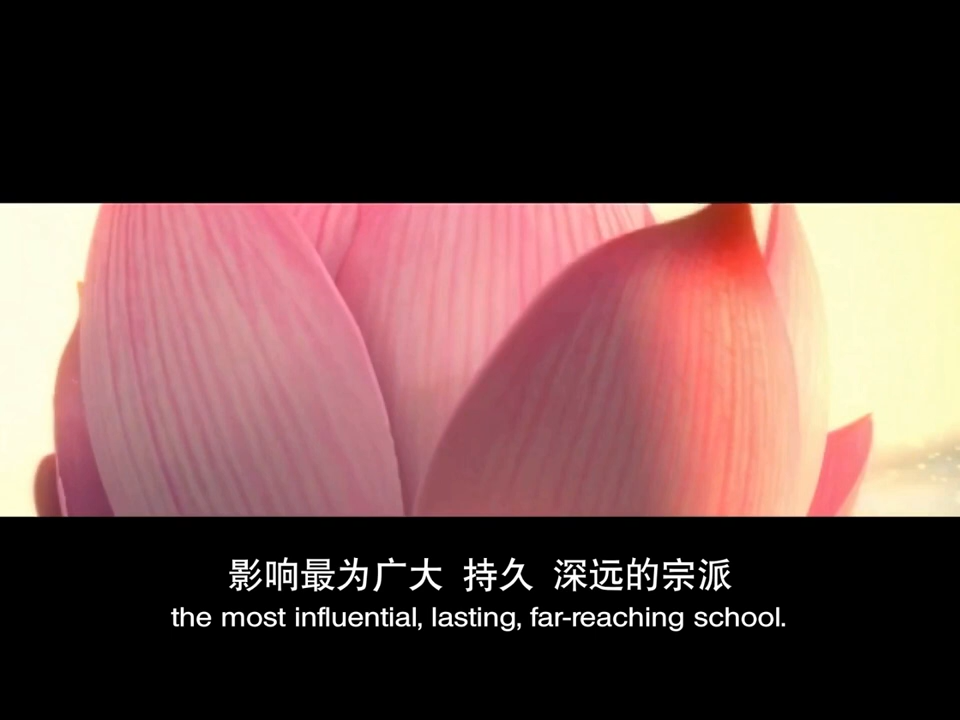 影响最为广大 持久 深远的宗派
the most influential, lasting, far-reaching school.